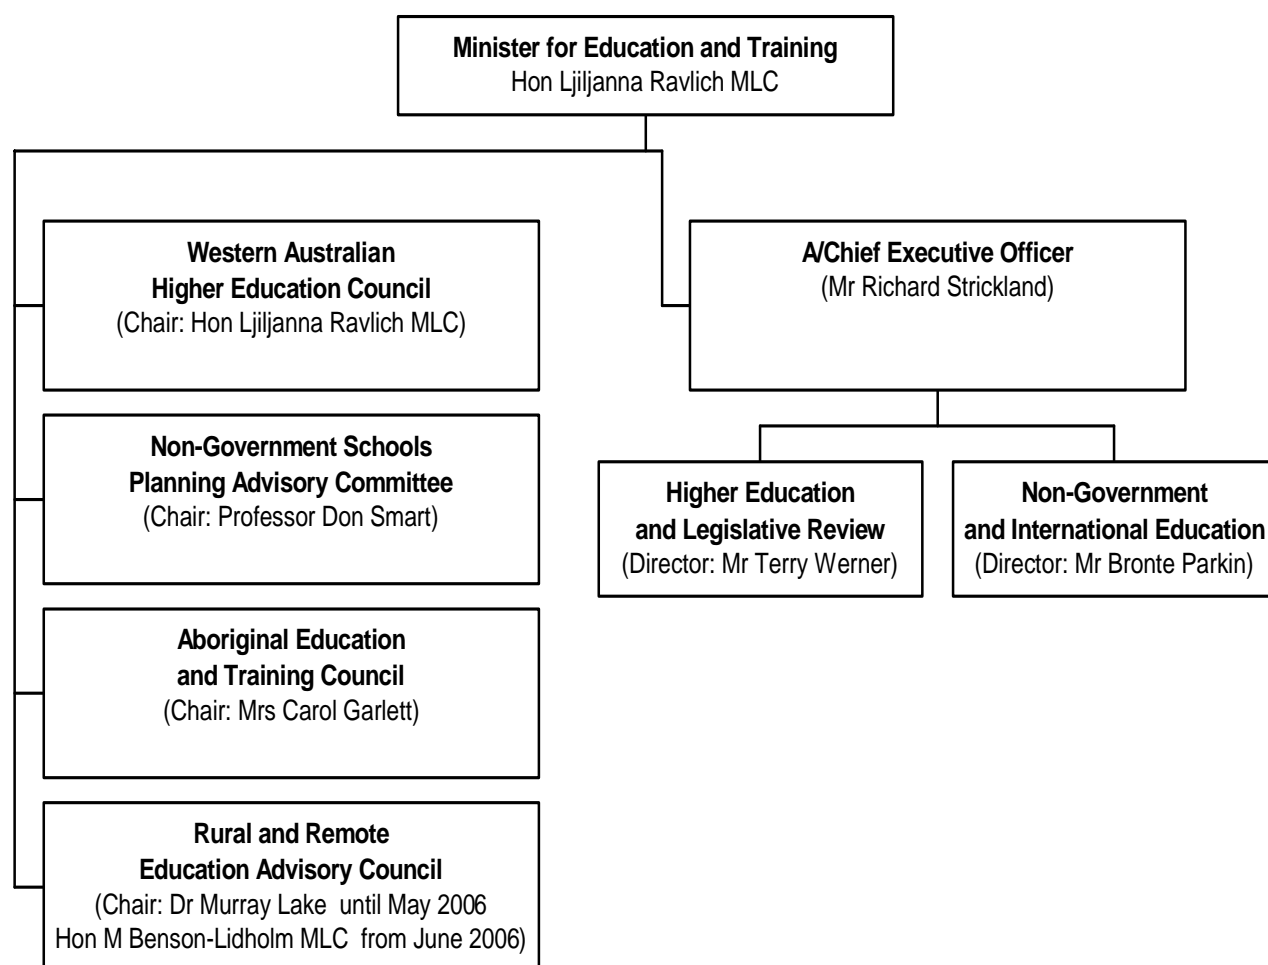 Minister for Education and Training
Hon Ljiljanna Ravlich MLC
Western Australian
Higher Education Council
(Chair: Hon Ljiljanna Ravlich MLC)
Non-Government Schools
Planning Advisory Committee
(Chair: Professor Don Smart)
Aboriginal Education
and Training Council
(Chair: Mrs Carol Garlett)
Rural and Remote
Education Advisory Council
(Chair: Dr Murray Lake until May 2006
Hon M Benson-Lidholm MLC from June 2006)
A/Chief Executive Officer
(Mr Richard Strickland)
Higher Education
and Legislative Review
(Director: Mr Terry Werner)
Non-Government
and International Education
(Director: Mr Bronte Parkin)